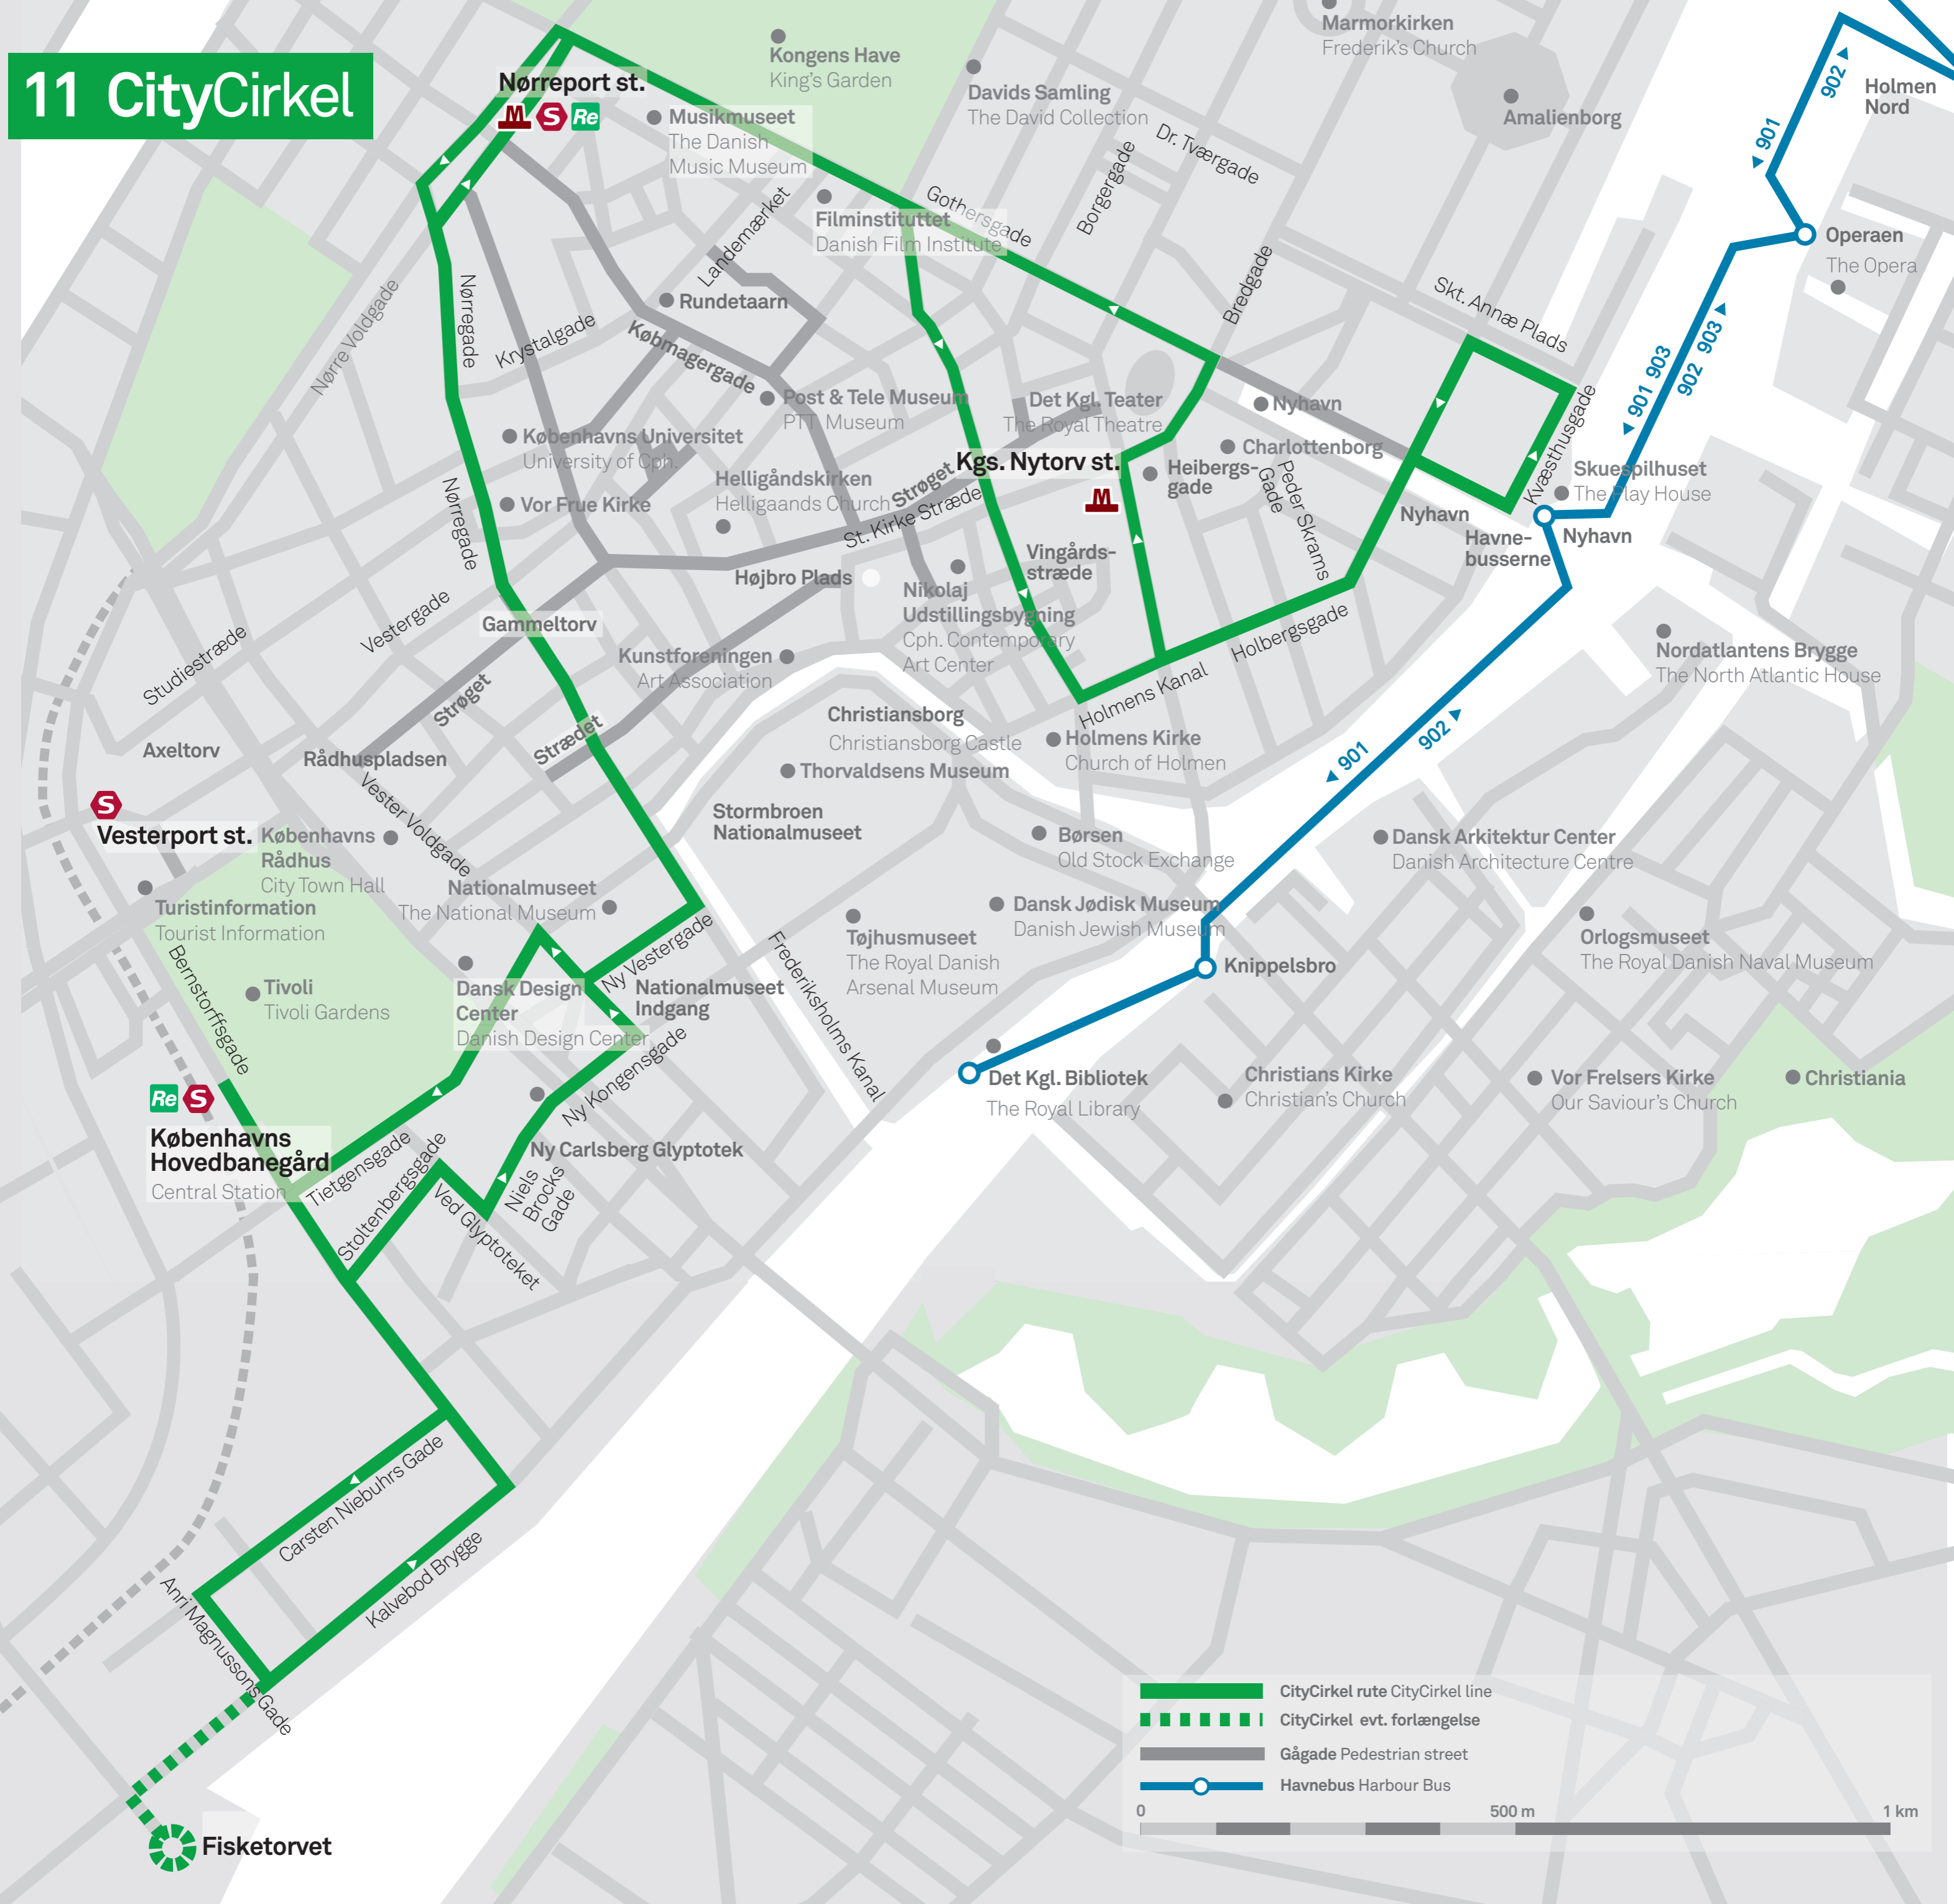 11 CityCirkel
Nørreport st.
M S Re
Kongens Have
King's Garden
Musikmuseet
The Danish
Music Museum
Davids Samling
The David Collection
Marmorkirken
Frederik's Church
Amalienborg
Dr. Tværgade
Borgergade
Gothersgade
Bredgade
Skt. Annæ Plads
Kvæsthusgade
902
901
Holmen
Nord
Operaen
The Opera
901 903
902 903
Filminstituttet
Danish Film Institute
Landemærket
Rundetaarn
Købmagergade
Krystalgade
Nørregade
Nørre Voldgade
Post & Tele Museum
PTT Museum
Det Kgl. Teater
The Royal Theatre
Nyhavn
Charlottenborg
Kgs. Nytorv st.
M
Heibergs-
gade
Peder Skrams
Gade
Københavns Universitet
University of Cph.
Helligåndskirken
Helligaands Church
Strøget
St. Kirke Stræde
Vor Frue Kirke
Nørregade
Skuespilhuset
The Play House
Nyhavn
Havne-
busserne
Nyhavn
Vingårds-
stræde
Højbro Plads
Nikolaj
Udstillingsbygning
Cph. Contemporary
Art Center
Gammeltorv
Vestergade
Studiestræde
Kunstforeningen
Art Association
Holbergsgade
Holmens Kanal
Nordatlantens Brygge
The North Atlantic House
Strøget
Strædet
Christiansborg
Christiansborg Castle
Holmens Kirke
Church of Holmen
901
902
Axeltorv
Rådhuspladsen
Vester Voldgade
Thorvaldsens Museum
S
Vesterport st.
Københavns
Rådhus
City Town Hall
Stormbroen
Nationalmuseet
Børsen
Old Stock Exchange
Dansk Arkitektur Center
Danish Architecture Centre
Turistinformation
Tourist Information
Nationalmuseet
The National Museum
Tøjhusmuseet
The Royal Danish
Arsenal Museum
Dansk Jødisk Museum
Danish Jewish Museum
Orlogsmuseet
The Royal Danish Naval Museum
Knippelsbro
Bernstorffsgade
Tivoli
Tivoli Gardens
Dansk Design
Center
Danish Design Center
Ny Vestergade
Nationalmuseet
Indgang
Frederiksholms Kanal
Ny Kongensgade
Re S
Københavns
Hovedbanegård
Central Station
Det Kgl. Bibliotek
The Royal Library
Christians Kirke
Christian's Church
Vor Frelsers Kirke
Our Saviour's Church
Christiania
Tietgensgade
Stoltenbergsgade
Ny Carlsberg Glyptotek
Niels
Brocks
Gade
Ved Glyptoteket
Carsten Niebuhrs Gade
Kalvebod Brygge
Anri Magnussons Gade
Fisketorvet
CityCirkel rute CityCirkel line
CityCirkel evt. forlængelse
Gågade Pedestrian street
Havnebus Harbour Bus
0 500 m 1 km